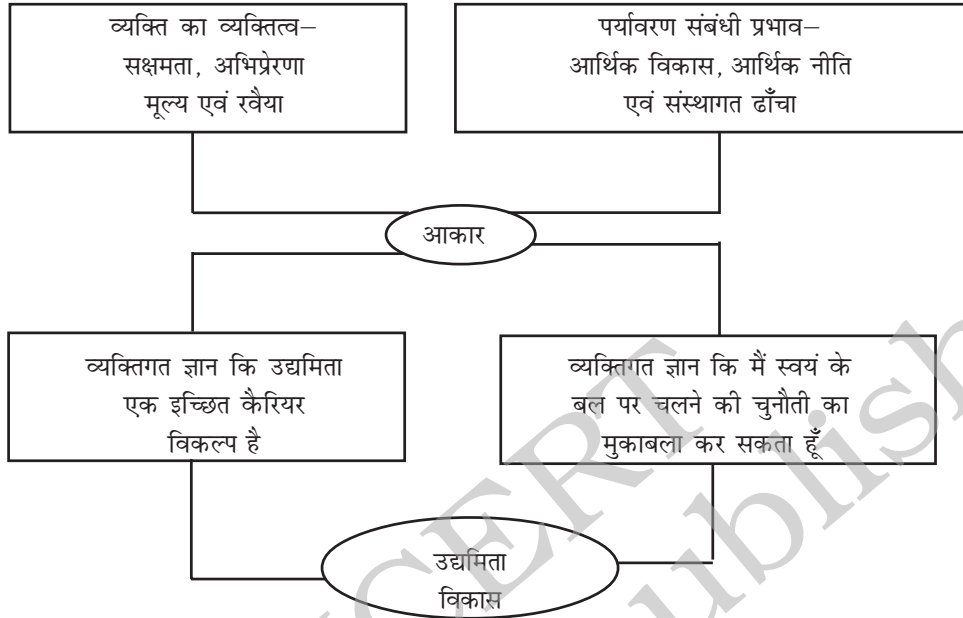 व्यक्ति का व्यक्तित्व–
सक्षमता, अभिप्रेरणा
मूल्य एवं रवैया
पर्यावरण संबंधी प्रभाव–
आर्थिक विकास, आर्थिक नीति
एवं संस्थागत ढाँचा
आकार
व्यक्तिगत ज्ञान कि उद्यमिता
एक इच्छित कैरियर
विकल्प है
व्यक्तिगत ज्ञान कि मैं स्वयं के
बल पर चलने की चुनौती का
मुकाबला कर सकता हूँ
उद्यमिता
विकास